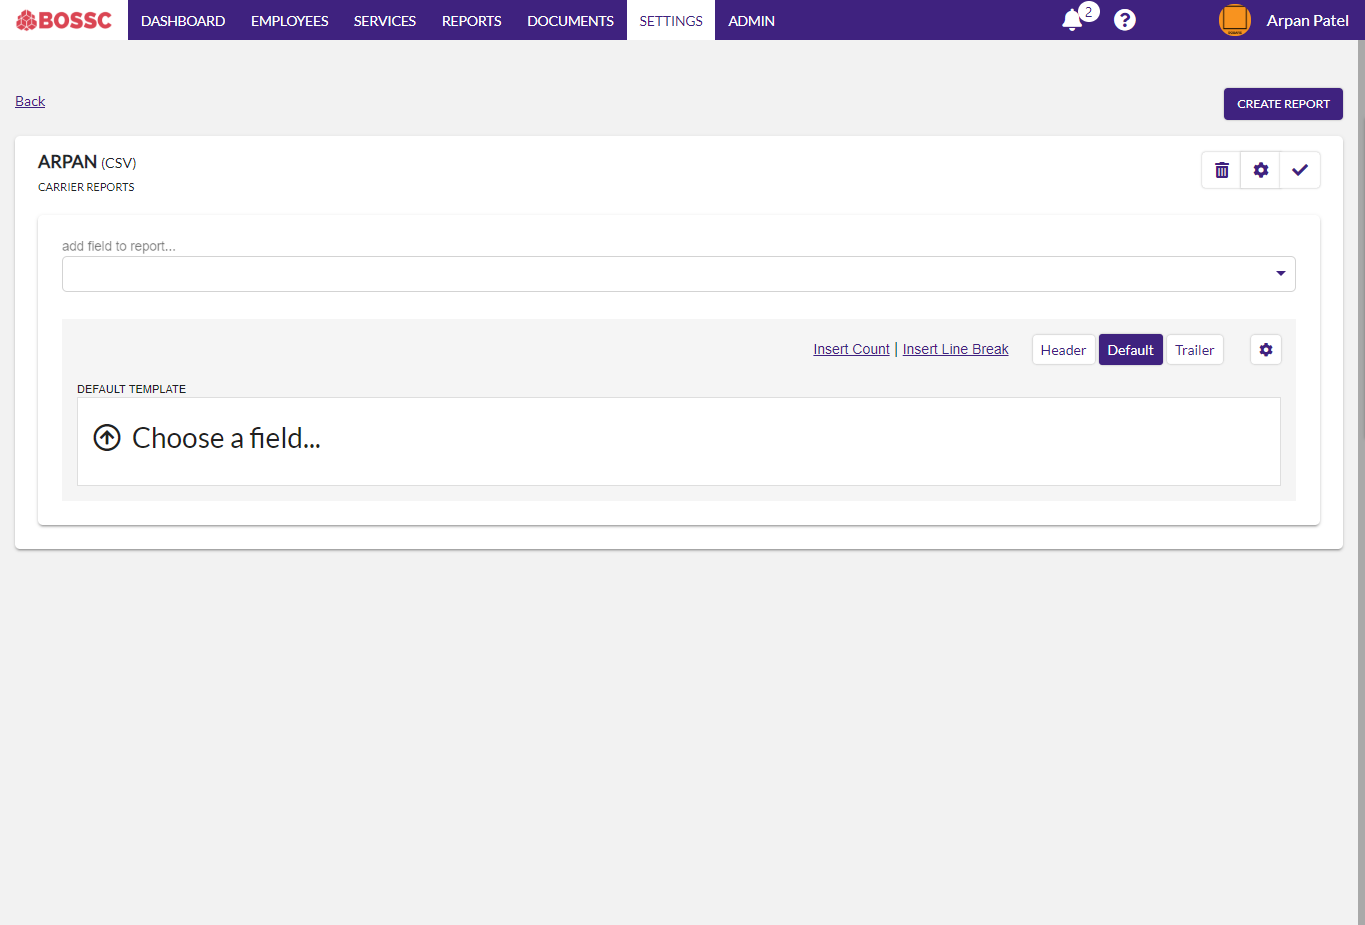 BOSSC DASHBOARD EMPLOYEES SERVICES REPORTS DOCUMENTS SETTINGS ADMIN 2 ? Arpan Patel
Back CREATE REPORT
ARPAN (CSV)
CARRIER REPORTS
add field to report...
Insert Count | Insert Line Break Header Default Trailer
DEFAULT TEMPLATE
Choose a field...